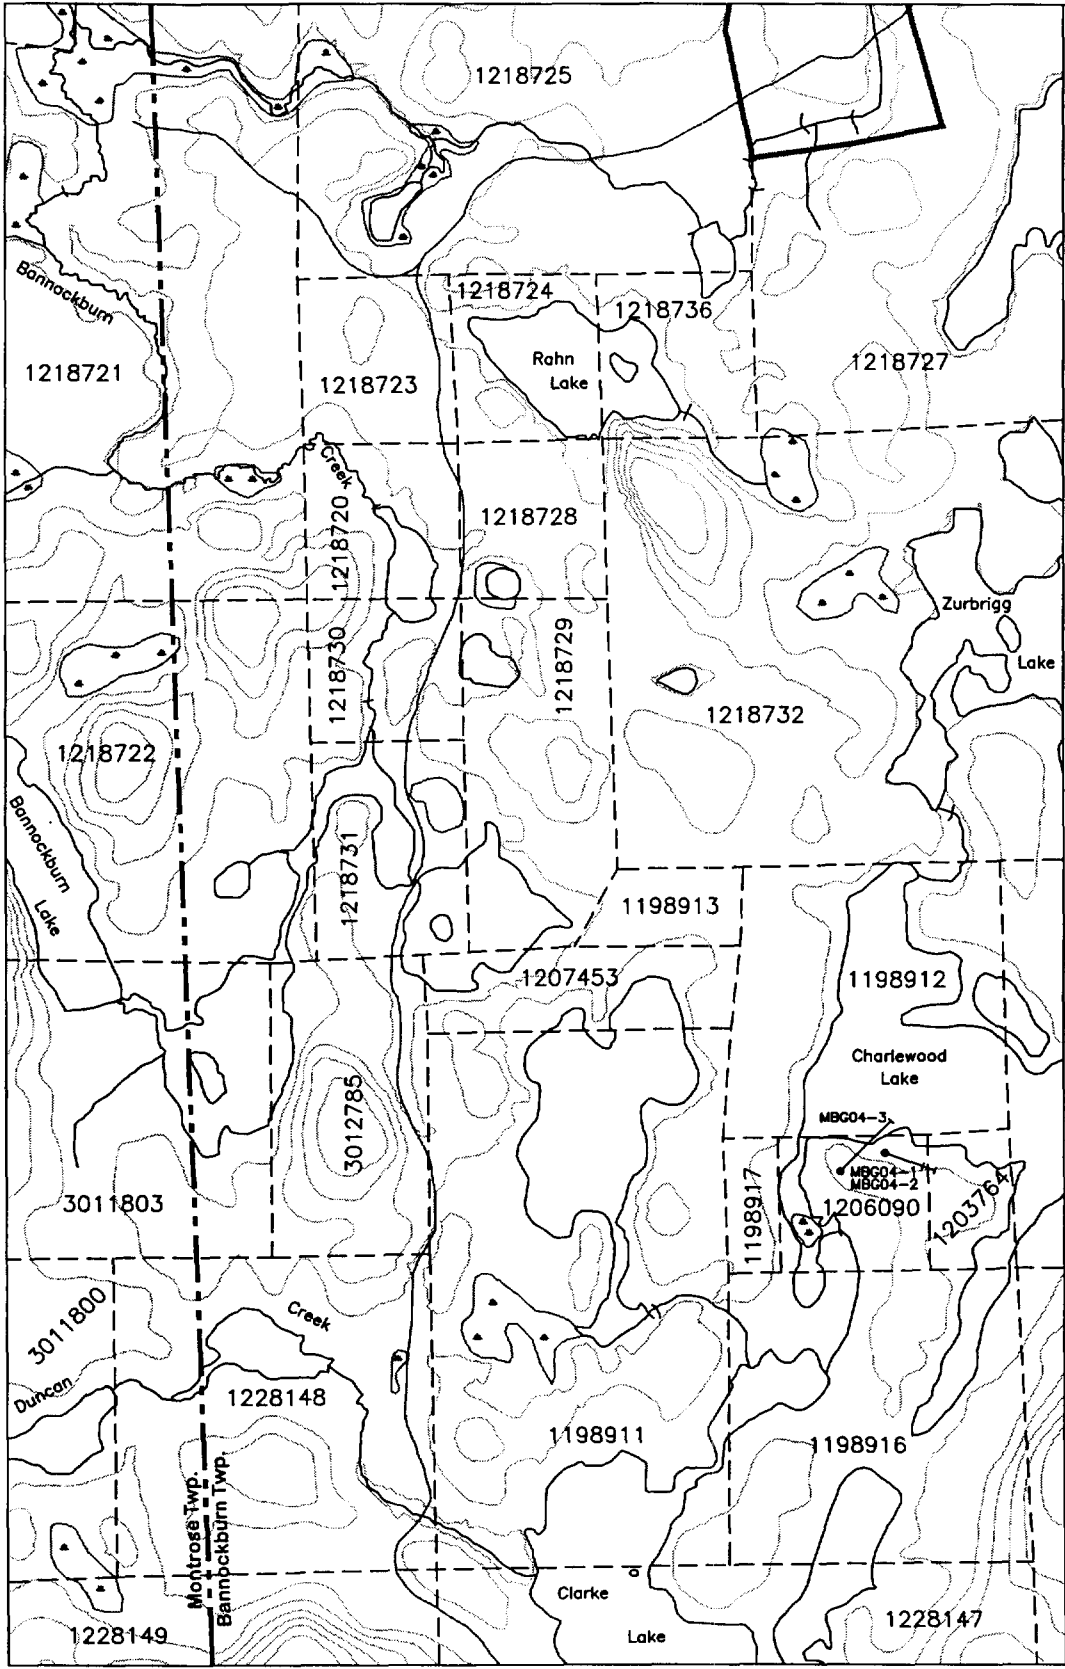 1218725
Bannockburn
1218724
1218736
Rahn
Lake
1218727
1218721
1218723
Creek
1218720
1218728
Zurbrigg
Lake
1218730
1218729
1218732
1218722
Bannockburn
Lake
1218731
1198913
1207453
1198912
Charlewood
Lake
MBG04-3
3012785
MBG04-1
MBG04-2
3011803
1198917
1206090
1203764
3011800
Creek
Duncan
1228148
1198911
1198916
Montrose Twp.
Bannockburn Twp.
Clarke
Lake
1228149
1228147